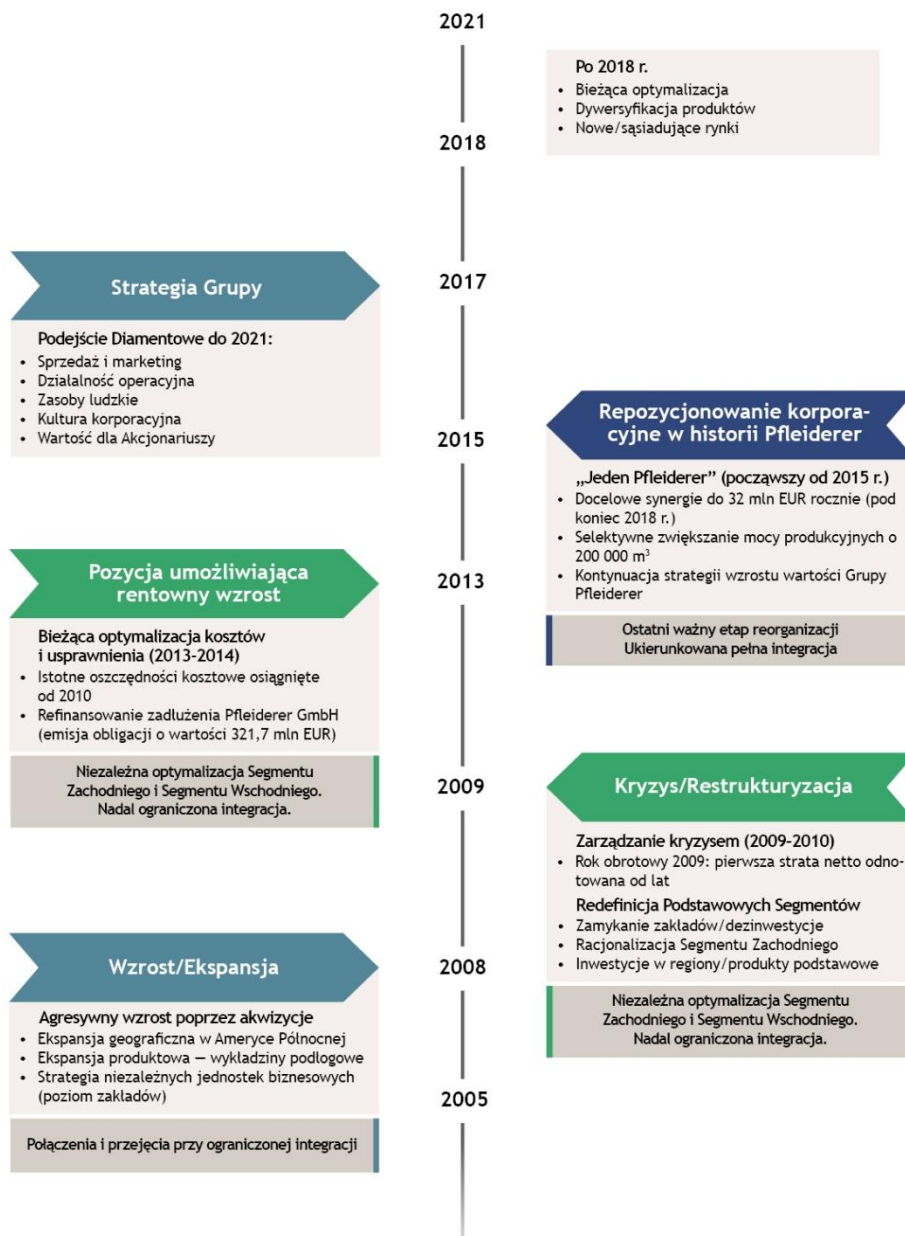 2021
Po 2018 r.
• Bieżąca optymalizacja
• Dywersyfikacja produktów
• Nowe/sąsiadujące rynki
2018
Strategia Grupy
2017
Podejście Diamentowe do 2021:
• Sprzedaż i marketing
• Działalność operacyjna
• Zasoby ludzkie
• Kultura korporacyjna
• Wartość dla Akcjonariuszy
2015
Repozycjonowanie korpora-
cyjne w historii Pfleiderer
„Jeden Pfleiderer” (począwszy od 2015 r.)
• Docelowe synergie do 32 mln EUR rocznie (pod
koniec 2018 r.)
• Selektywne zwiększanie mocy produkcyjnych o
200 000 m³
• Kontynuacja strategii wzrostu wartości Grupy
Pfleiderer
Ostatni ważny etap reorganizacji
Ukierunkowana pełna integracja
Pozycja umożliwiająca
rentowny wzrost
2013
Bieżąca optymalizacja kosztów
i usprawnienia (2013-2014)
• Istotne oszczędności kosztowe osiągnięte
od 2010
• Refinansowanie zadłużenia Pfleiderer GmbH
(emisja obligacji o wartości 321,7 mln EUR)
Niezależna optymalizacja Segmentu
Zachodniego i Segmentu Wschodniego.
Nadal ograniczona integracja.
2009
Kryzys/Restrukturyzacja
Zarządzanie kryzysem (2009-2010)
• Rok obrotowy 2009: pierwsza strata netto odno-
towana od lat
Redefinicja Podstawowych Segmentów
• Zamykanie zakładów/dezinwestycje
• Racjonalizacja Segmentu Zachodniego
• Inwestycje w regiony/produkty podstawowe
Niezależna optymalizacja Segmentu
Zachodniego i Segmentu Wschodniego.
Nadal ograniczona integracja.
Wzrost/Ekspansja
2008
Agresywny wzrost poprzez akwizycje
• Ekspansja geograficzna w Ameryce Północnej
• Ekspansja produktowa — wykładziny podłogowe
• Strategia niezależnych jednostek biznesowych
(poziom zakładów)
Połączenia i przejęcia przy ograniczonej integracji
2005